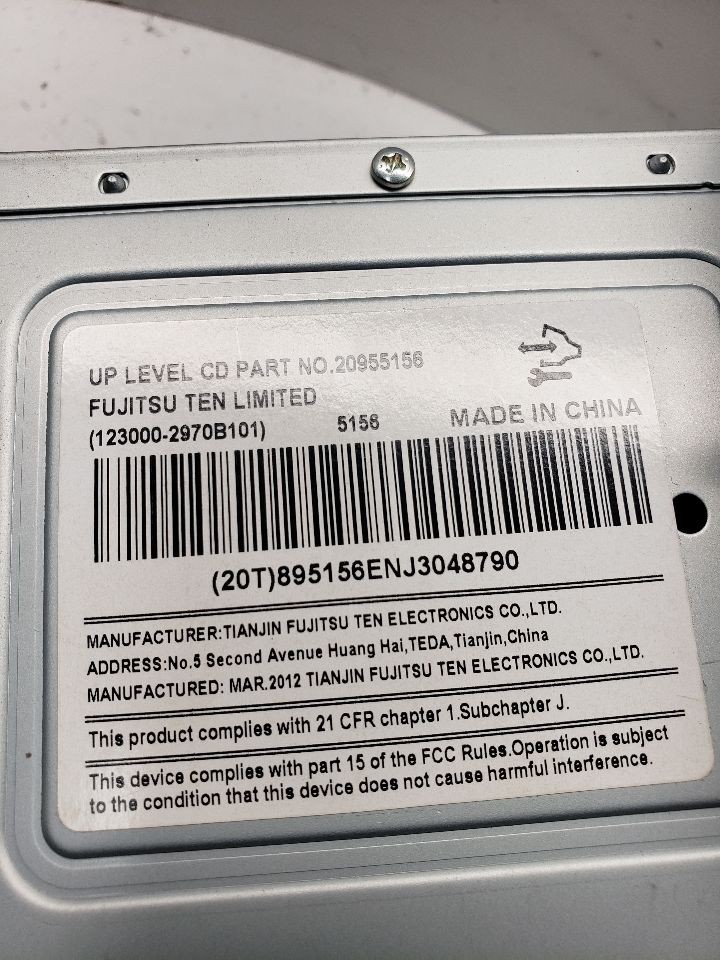 UP LEVEL CD PART NO.20955156
FUJITSU TEN LIMITED
(123000-2970B101) 5156 MADE IN CHINA
(20T)895156ENJ3048790
MANUFACTURER:TIANJIN FUJITSU TEN ELECTRONICS CO.,LTD.
ADDRESS:No.5 Second Avenue Huang Hai,TEDA,Tianjin,China
MANUFACTURED: MAR.2012 TIANJIN FUJITSU TEN ELECTRONICS CO.,LTD.
This product complies with 21 CFR chapter 1.Subchapter J.
This device complies with part 15 of the FCC Rules.Operation is subject
to the condition that this device does not cause harmful interference.